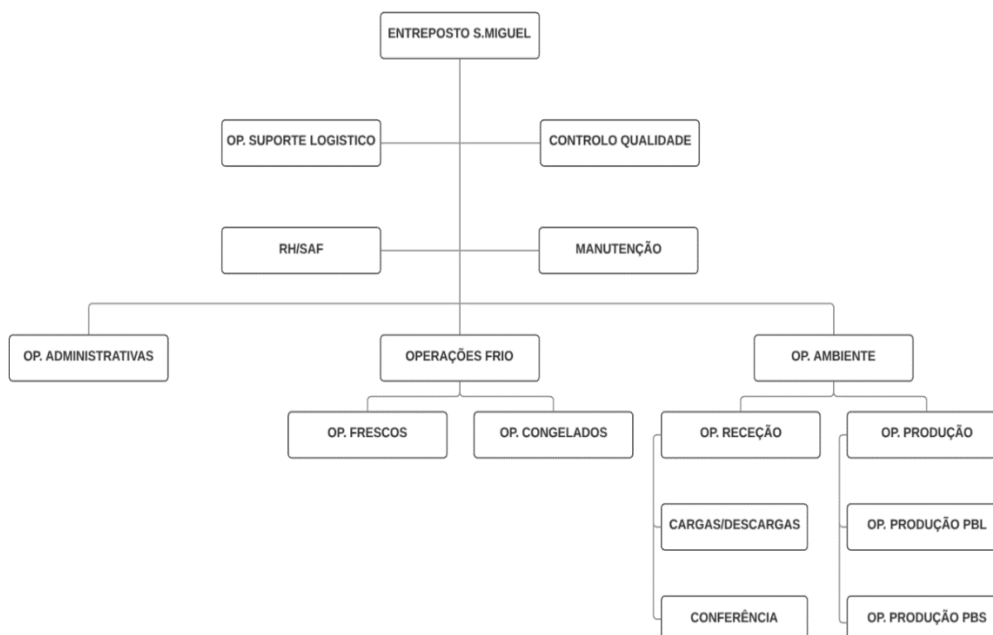 ENTREPOSTO S.MIGUEL
OP. SUPORTE LOGISTICO
CONTROLO QUALIDADE
RH/SAF
MANUTENÇÃO
OP. ADMINISTRATIVAS
OPERAÇÕES FRIO
OP. AMBIENTE
OP. FRESCOS
OP. CONGELADOS
OP. RECEÇÃO
OP. PRODUÇÃO
CARGAS/DESCARGAS
OP. PRODUÇÃO PBL
CONFERÊNCIA
OP. PRODUÇÃO PBS